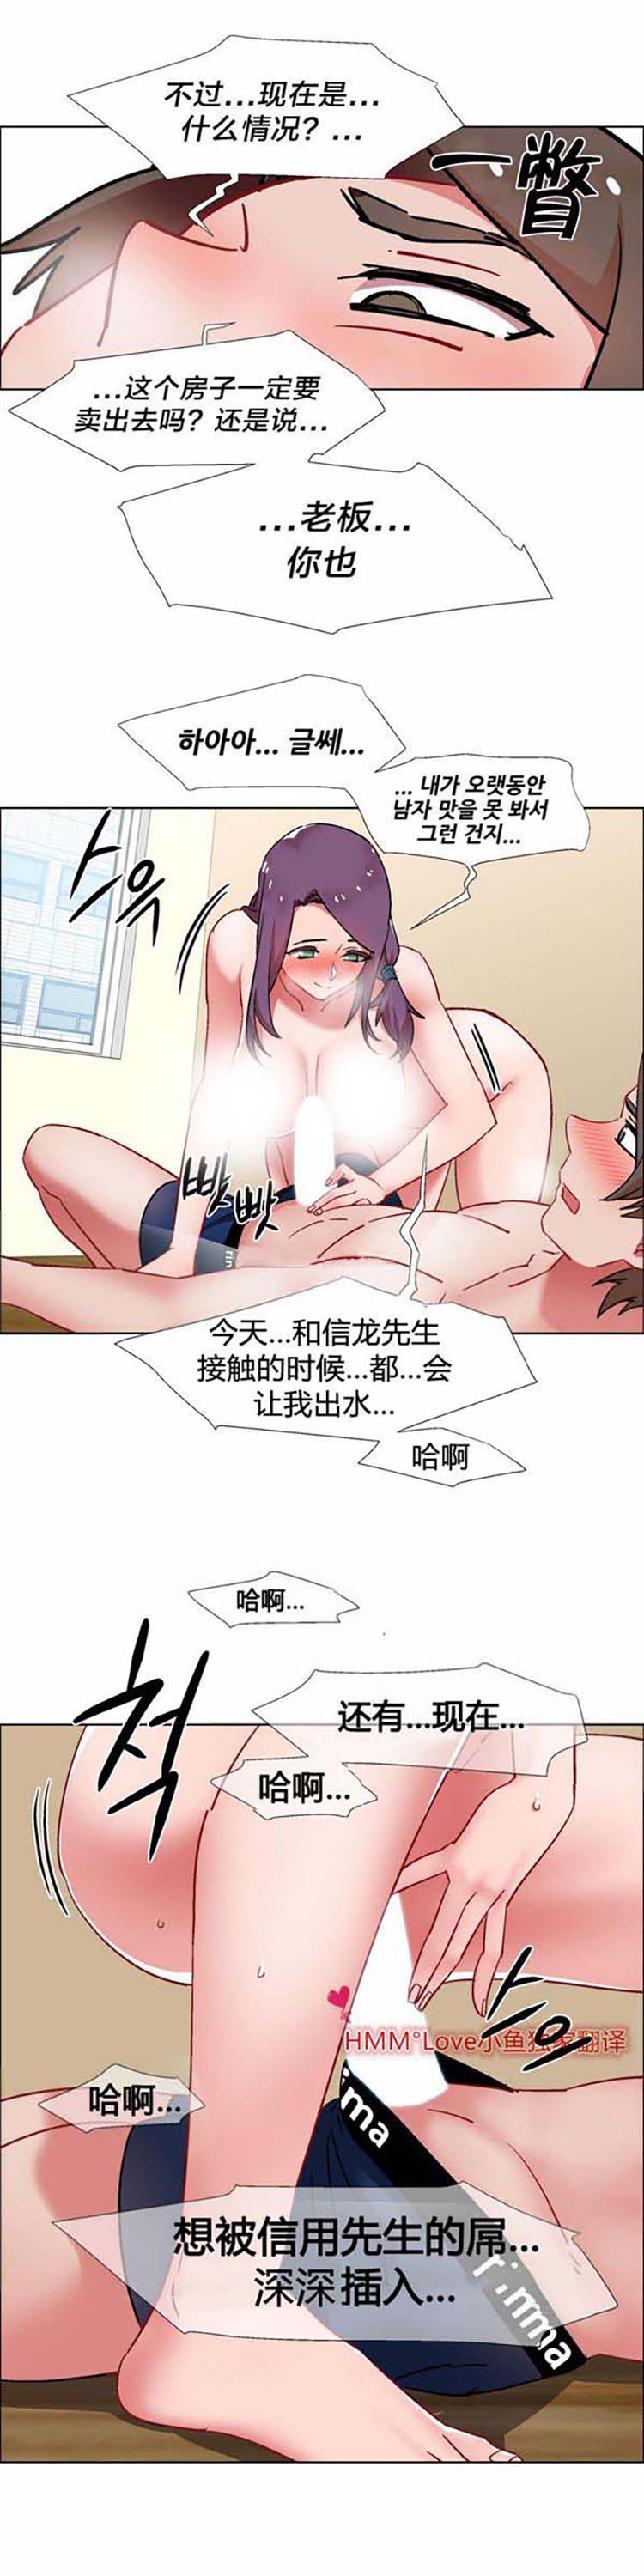 不过...现在是...
什么情况？...
一瞥
...这个房子一定要
卖出去吗？还是说...
...老板...
你也
하아아... 글쎄...
... 내가 오랫동안
남자 맛을 못 봐서
그런 건지...
스윽
빳빳
今天...和信龙先生
接触的时候...都...会
让我出水...
哈啊
哈啊...
척
还有...现在...
哈啊...
스윽
HMM°Love小鱼独家翻译
哈啊...
ima
想被信用先生的屌...
深深插入...
rimma